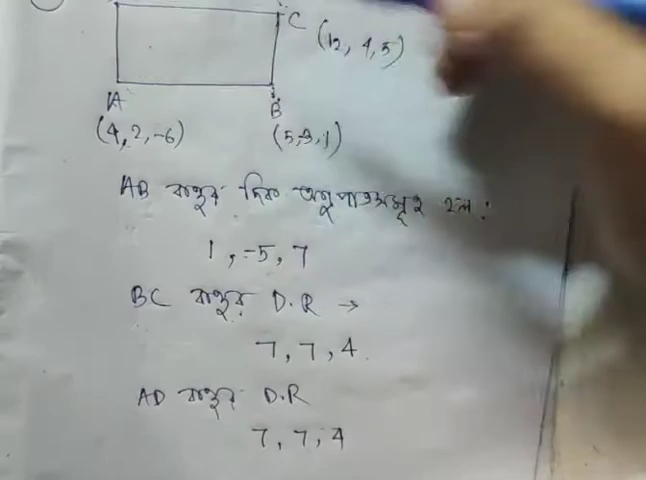 C (12, 4, 5)
A B
(4, 2, -6) (5, -3, 1)
AB বাহুর দিক অনুপাতসমূহ হল:
1, -5, 7
BC বাহুর D.R →
7, 7, 4.
AD বাহুর D.R
7, 7, 4